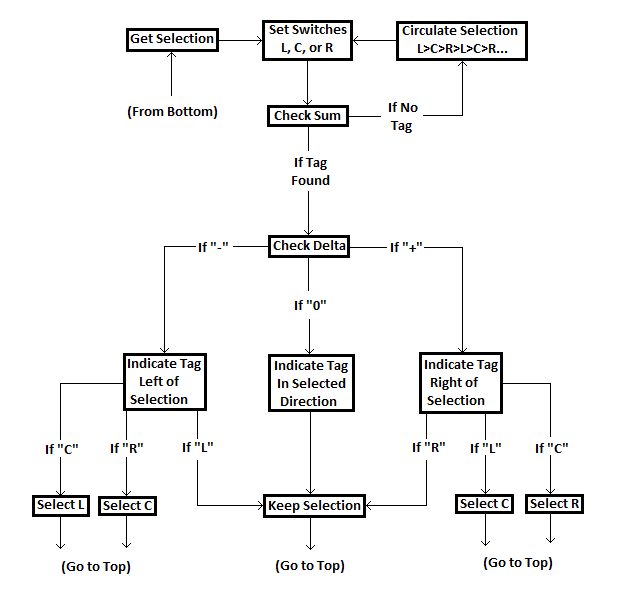 Get Selection
Set Switches
L, C, or R
Circulate Selection
L>C>R>L>C>R...
(From Bottom)
Check Sum
If No
Tag
If Tag
Found
If "-"
Check Delta
If "+"
If "0"
Indicate Tag
Left of
Selection
Indicate Tag
In Selected
Direction
Indicate Tag
Right of
Selection
If "C"
If "R"
If "L"
If "R"
If "L"
If "C"
Select L
Select C
Keep Selection
Select C
Select R
(Go to Top)
(Go to Top)
(Go to Top)